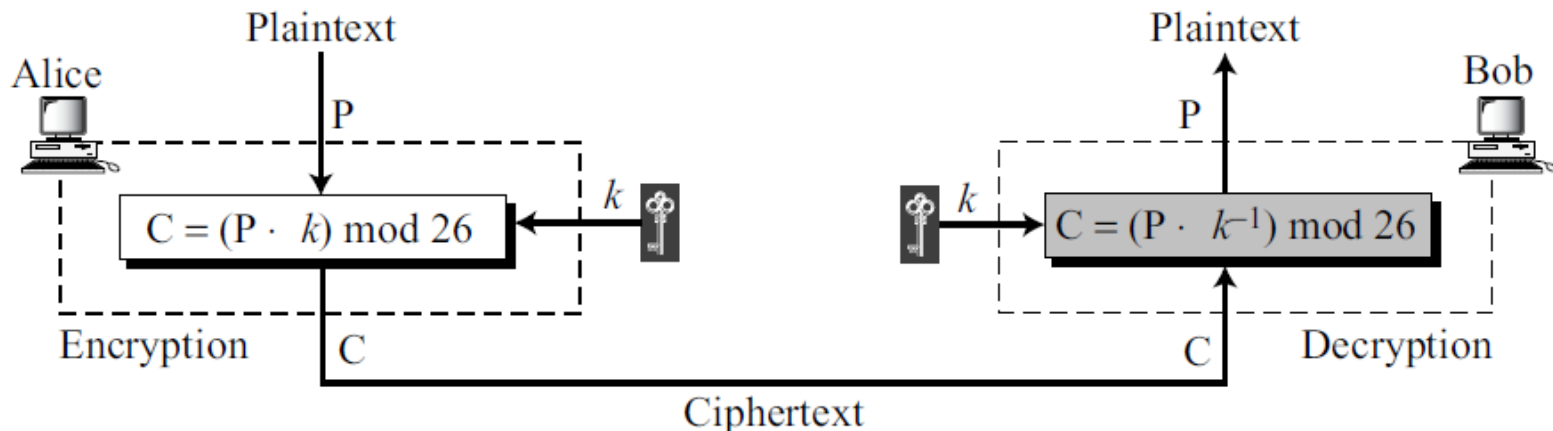 Plaintext
Plaintext
Alice
Bob
P
P
k
k
C = (P · k) mod 26
C = (P · k⁻¹) mod 26
Encryption
C
C
Decryption
Ciphertext